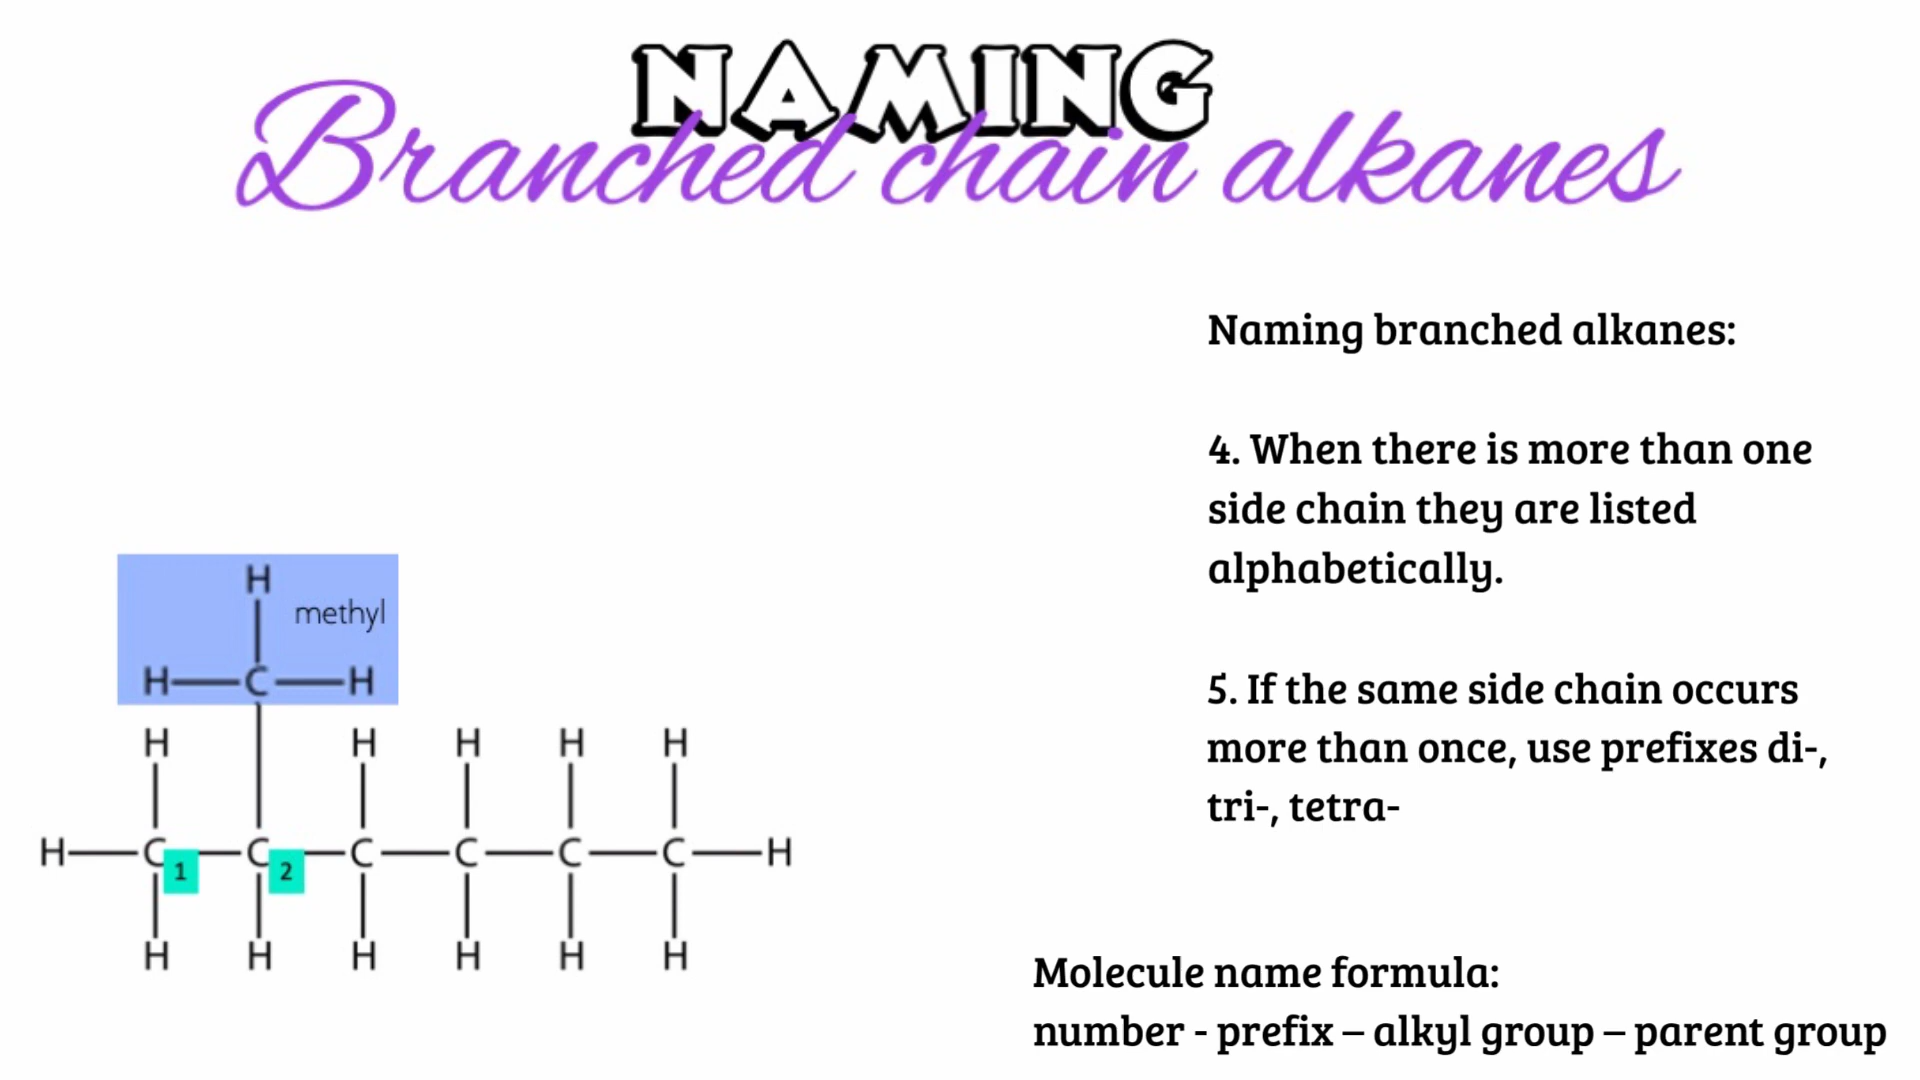 NAMING
Branched chain alkanes
Naming branched alkanes:
4. When there is more than one
side chain they are listed
alphabetically.
5. If the same side chain occurs
more than once, use prefixes di-,
tri-, tetra-
H
methyl
H C H
H H H H H
H C 1 C 2 C C C C H
H H H H H H
Molecule name formula:
number - prefix – alkyl group – parent group